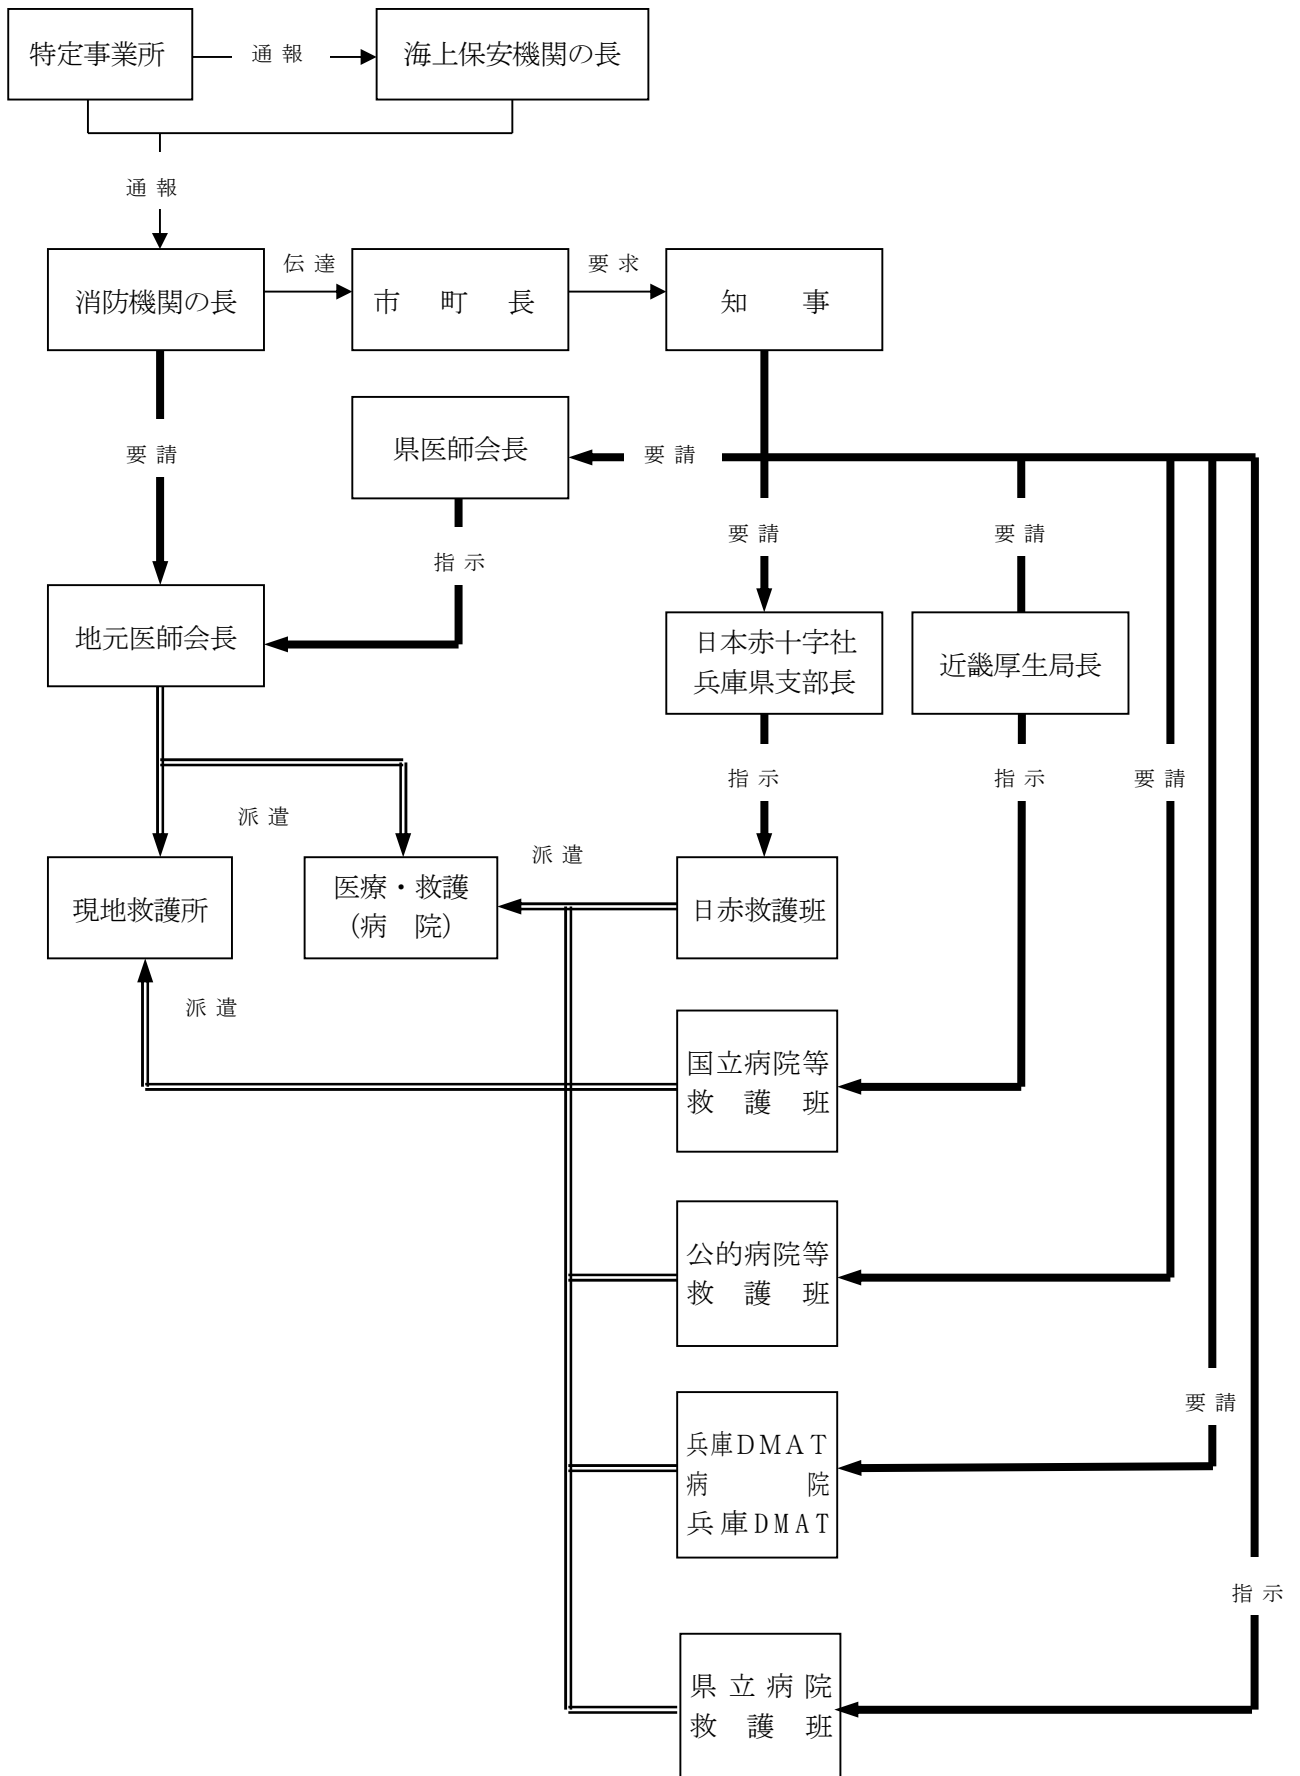 特定事業所
通報
海上保安機関の長
通報
消防機関の長
伝達
市 町 長
要求
知 事
要請
県医師会長
要請
指示
要請
要請
地元医師会長
日本赤十字社
兵庫県支部長
近畿厚生局長
指示
指示
要請
派遣
派遣
現地救護所
医療・救護
(病 院)
日赤救護班
派遣
国立病院等
救 護 班
公的病院等
救 護 班
要請
兵庫DMAT
病 院
兵庫DMAT
指示
県立病院
救 護 班